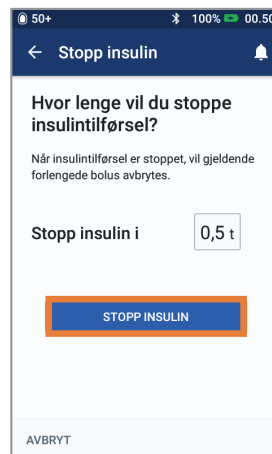 50+ 100% 00.50
Stopp insulin
Hvor lenge vil du stoppe
insulintilførsel?
Når insulintilførsel er stoppet, vil gjeldende
forlengede bolus avbrytes.
Stopp insulin i 0,5 t
STOPP INSULIN
AVBRYT